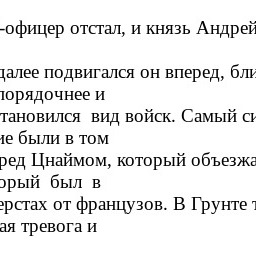 -офицер отстал, и князь Андрей
далее подвигался он вперед, бли
порядочнее и
тановился вид войск. Самый си
ие были в том
ред Цнаймом, который объезжа
орый был в
ерстах от французов. В Грунте т
ая тревога и